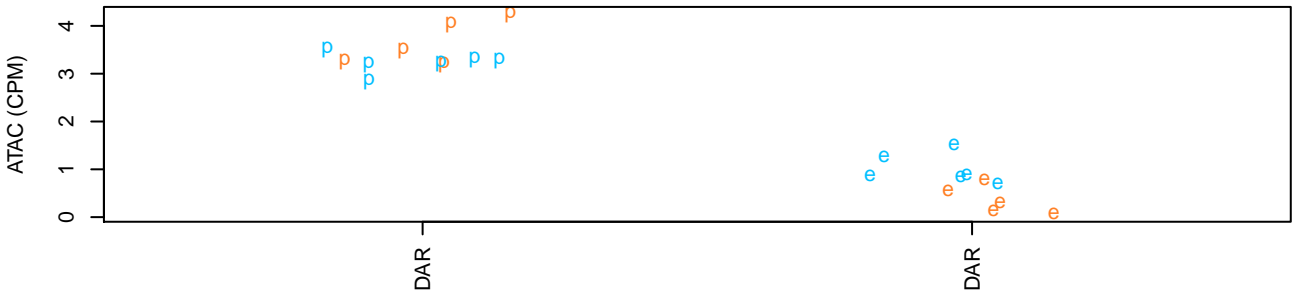 ATAC (CPM)
4
3
2
1
0
p p p p p p p p p p p
e e e e e e e e e e e
DAR DAR